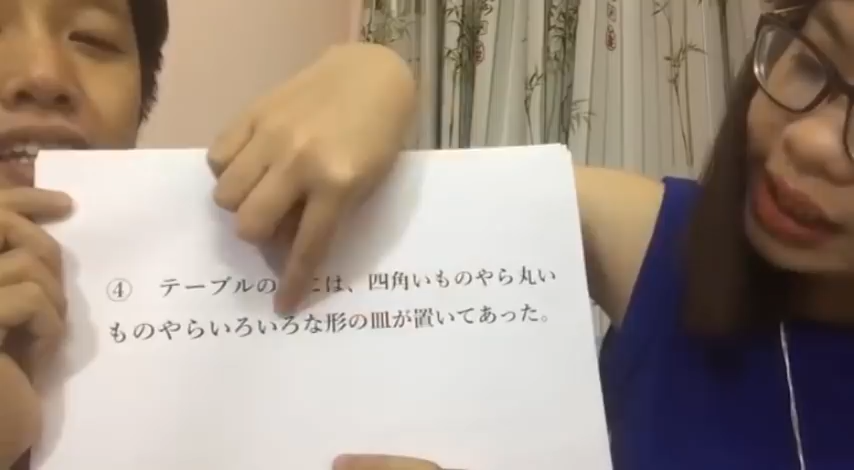 ④ テーブルの には、四角いものやら丸い
ものやらいろいろな形の皿が置いてあった。